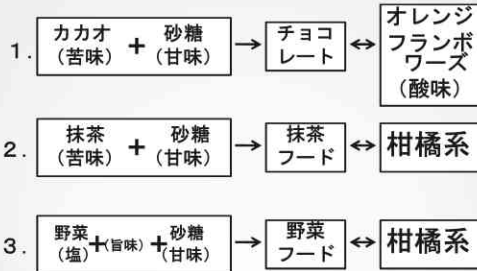 1. カカオ（苦味） + 砂糖（甘味） → チョコレート ↔ オレンジ フランボワーズ（酸味）
2. 抹茶（苦味） + 砂糖（甘味） → 抹茶フード ↔ 柑橘系
3. 野菜（塩）+（旨味）+砂糖（甘味） → 野菜フード ↔ 柑橘系